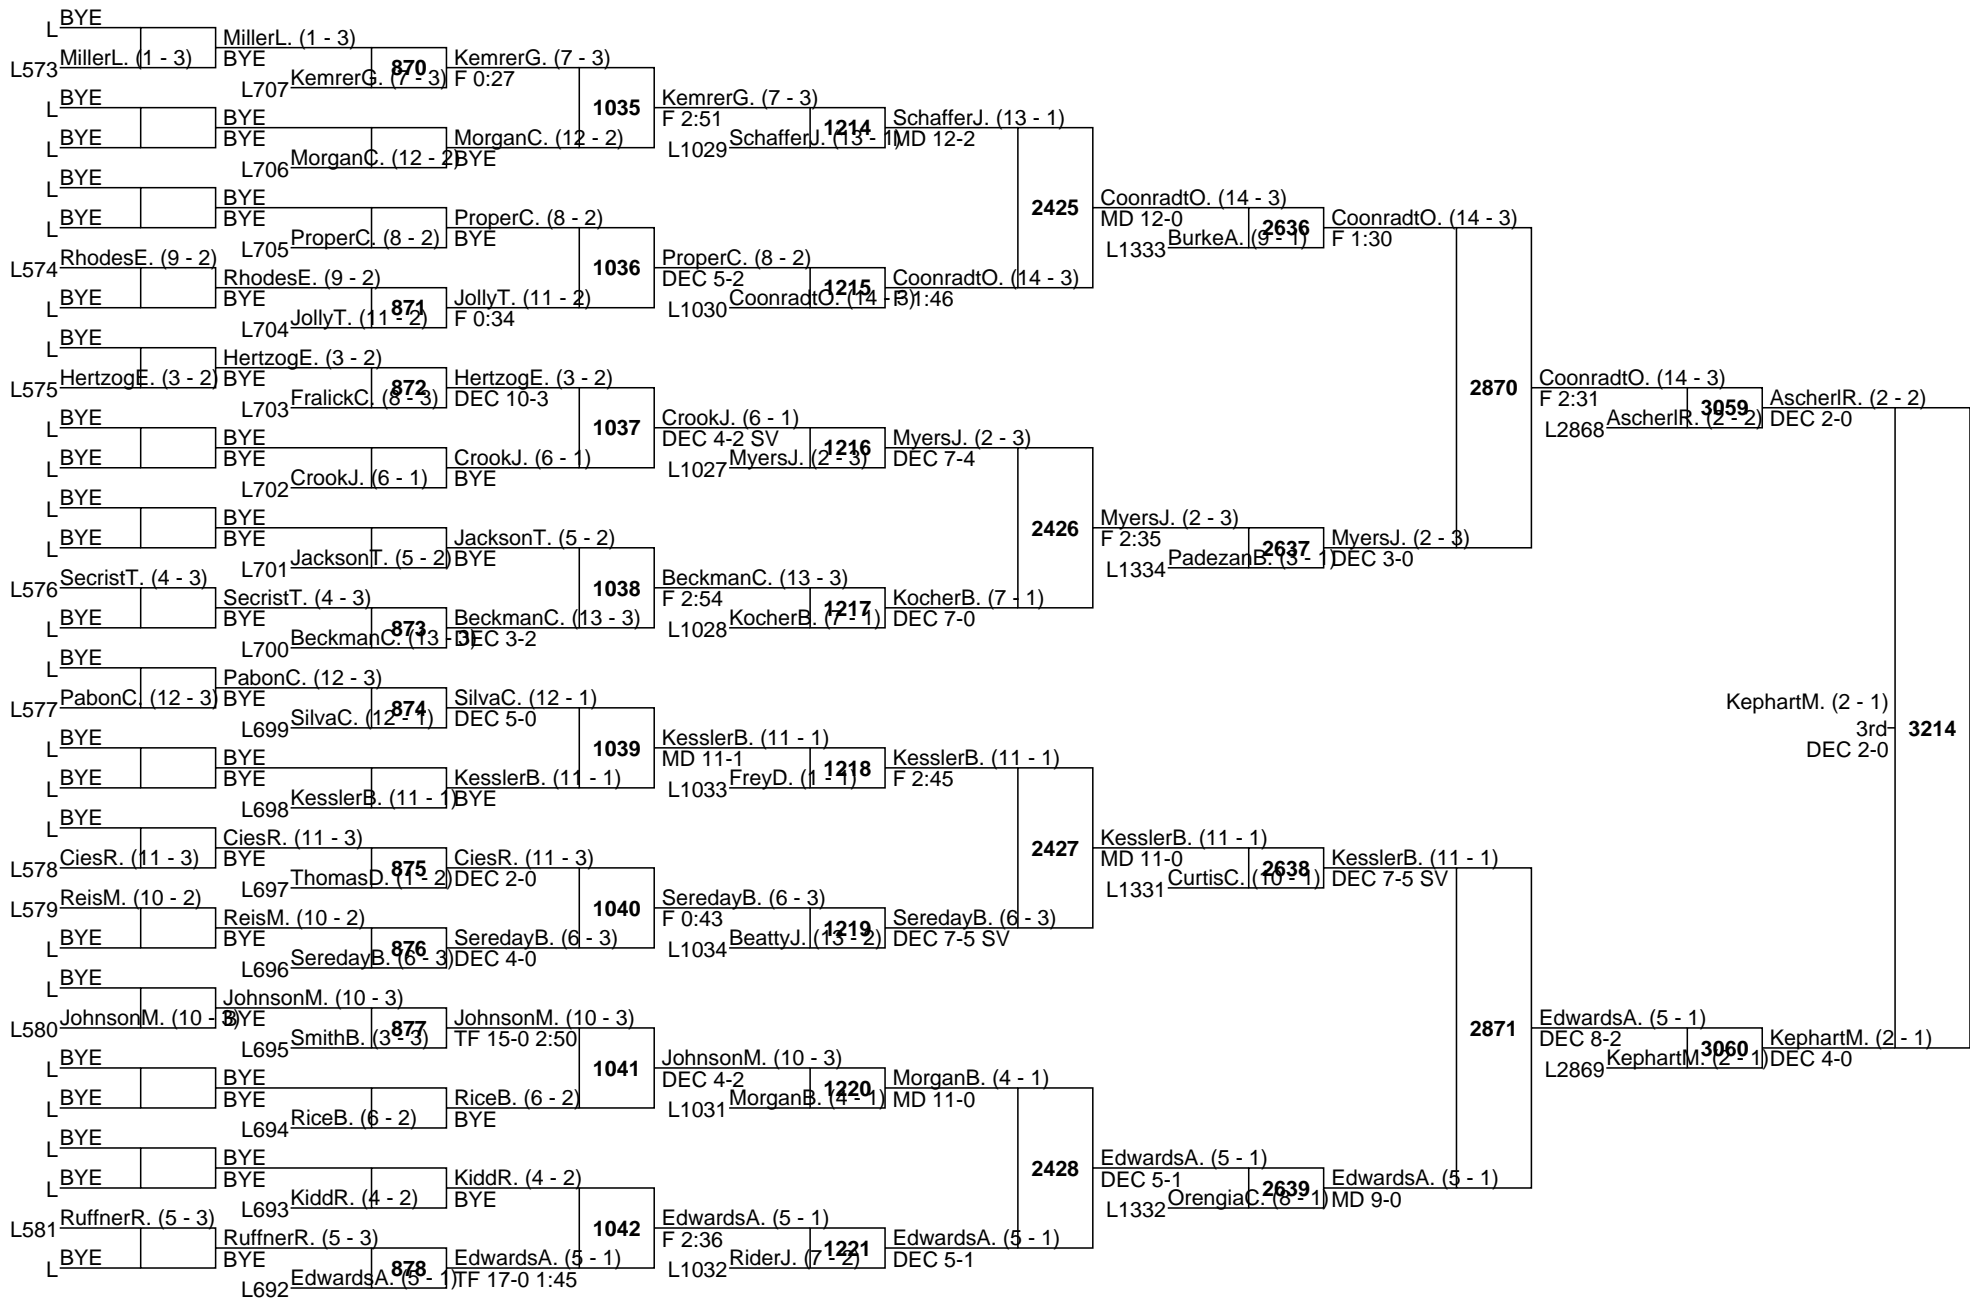 BYE
L
L573 MillerL. (1 - 3)
MillerL. (1 - 3)
BYE
870
L707 KemrerG. (7 - 3)
KemrerG. (7 - 3)
F 0:27
L BYE
L BYE
BYE
BYE
L706 MorganC. (12 - 2)
MorganC. (12 - 2)
BYE
1035
KemrerG. (7 - 3)
F 2:51
1214
L1029 SchafferJ. (13 - 1)
SchafferJ. (13 - 1)
MD 12-2
L BYE
L BYE
BYE
BYE
L705 ProperC. (8 - 2)
ProperC. (8 - 2)
BYE
L574 RhodesE. (9 - 2)
L BYE
RhodesE. (9 - 2)
BYE
871
L704 JollyT. (11 - 2)
JollyT. (11 - 2)
F 0:34
1036
ProperC. (8 - 2)
DEC 5-2
1215
L1030 CoonradtO. (14 - 3)
CoonradtO. (14 - 3)
F 1:46
2425
CoonradtO. (14 - 3)
MD 12-0
2636
L1333 BurkeA. (9 - 1)
CoonradtO. (14 - 3)
F 1:30
L BYE
L575 HertzogE. (3 - 2)
HertzogE. (3 - 2)
BYE
872
L703 FralickC. (8 - 3)
HertzogE. (3 - 2)
DEC 10-3
L BYE
L BYE
L702 CrookJ. (6 - 1)
CrookJ. (6 - 1)
BYE
1037
CrookJ. (6 - 1)
DEC 4-2 SV
1216
L1027 MyersJ. (2 - 3)
MyersJ. (2 - 3)
DEC 7-4
L BYE
L BYE
BYE
BYE
L701 JacksonT. (5 - 2)
JacksonT. (5 - 2)
BYE
L576 SecristT. (4 - 3)
L BYE
SecristT. (4 - 3)
BYE
873
L700 BeckmanC. (13 - 3)
BeckmanC. (13 - 3)
DEC 3-2
1038
BeckmanC. (13 - 3)
F 2:54
1217
L1028 KocherB. (7 - 1)
KocherB. (7 - 1)
DEC 7-0
2426
MyersJ. (2 - 3)
F 2:35
2637
L1334 PadezanB. (3 - 1)
MyersJ. (2 - 3)
DEC 3-0
2870
CoonradtO. (14 - 3)
F 2:31
3059
L2868 AscherlR. (2 - 2)
AscherlR. (2 - 2)
DEC 2-0
L BYE
L577 PabonC. (12 - 3)
PabonC. (12 - 3)
BYE
874
L699 SilvaC. (12 - 1)
SilvaC. (12 - 1)
DEC 5-0
L BYE
L BYE
BYE
BYE
L698 KesslerB. (11 - 1)
KesslerB. (11 - 1)
BYE
1039
KesslerB. (11 - 1)
MD 11-1
1218
L1033 FreyD. (1 - 1)
KesslerB. (11 - 1)
F 2:45
L BYE
L578 CiesR. (11 - 3)
CiesR. (11 - 3)
BYE
875
L697 ThomasD. (1 - 2)
CiesR. (11 - 3)
DEC 2-0
L579 ReisM. (10 - 2)
L BYE
ReisM. (10 - 2)
BYE
876
L696 SeredayB. (6 - 3)
SeredayB. (6 - 3)
DEC 4-0
1040
SeredayB. (6 - 3)
F 0:43
1219
L1034 BeattyJ. (13 - 2)
SeredayB. (6 - 3)
DEC 7-5 SV
2427
KesslerB. (11 - 1)
MD 11-0
2638
L1331 CurtisC. (10 - 1)
KesslerB. (11 - 1)
DEC 7-5 SV
L BYE
L580 JohnsonM. (10 - 3)
JohnsonM. (10 - 3)
BYE
877
L695 SmithB. (3 - 3)
JohnsonM. (10 - 3)
TF 15-0 2:50
L BYE
L BYE
BYE
BYE
L694 RiceB. (6 - 2)
RiceB. (6 - 2)
BYE
1041
JohnsonM. (10 - 3)
DEC 4-2
1220
L1031 MorganB. (4 - 1)
MorganB. (4 - 1)
MD 11-0
L BYE
L BYE
BYE
BYE
L693 KiddR. (4 - 2)
KiddR. (4 - 2)
BYE
L581 RuffnerR. (5 - 3)
L BYE
RuffnerR. (5 - 3)
BYE
878
L692 EdwardsA. (5 - 1)
EdwardsA. (5 - 1)
TF 17-0 1:45
1042
EdwardsA. (5 - 1)
F 2:36
1221
L1032 RiderJ. (7 - 2)
EdwardsA. (5 - 1)
DEC 5-1
2428
EdwardsA. (5 - 1)
DEC 5-1
2639
L1332 OrengiaC. (8 - 1)
EdwardsA. (5 - 1)
MD 9-0
2871
EdwardsA. (5 - 1)
DEC 8-2
3060
L2869 KephartM. (2 - 1)
KephartM. (2 - 1)
DEC 4-0
KephartM. (2 - 1)
3rd
DEC 2-0
3214